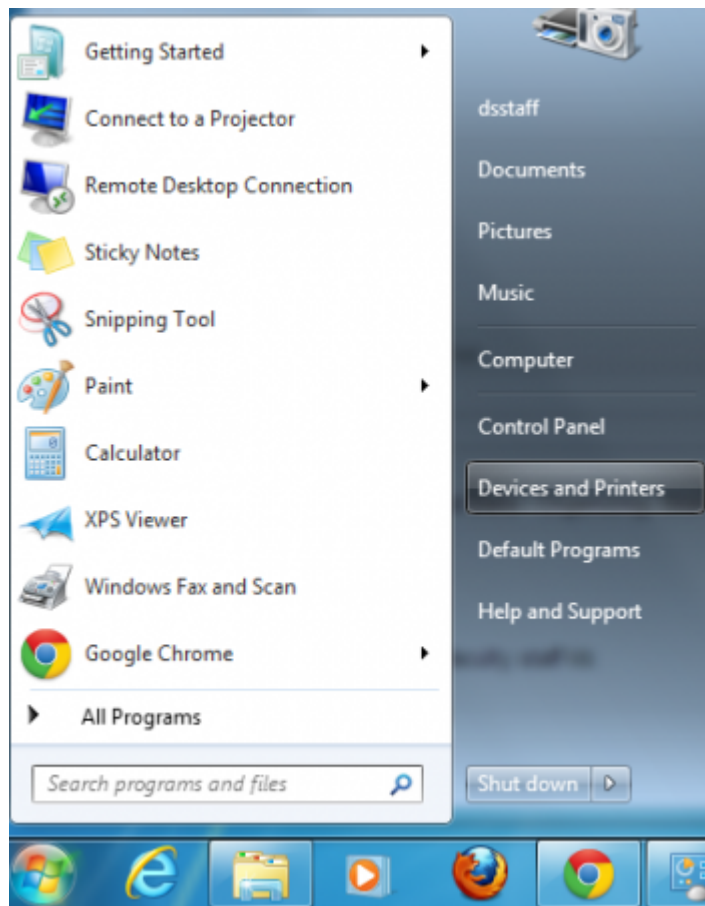 Getting Started
Connect to a Projector
Remote Desktop Connection
Sticky Notes
Snipping Tool
Paint
Calculator
XPS Viewer
Windows Fax and Scan
Google Chrome
All Programs
Search programs and files
dsstaff
Documents
Pictures
Music
Computer
Control Panel
Devices and Printers
Default Programs
Help and Support
Shut down